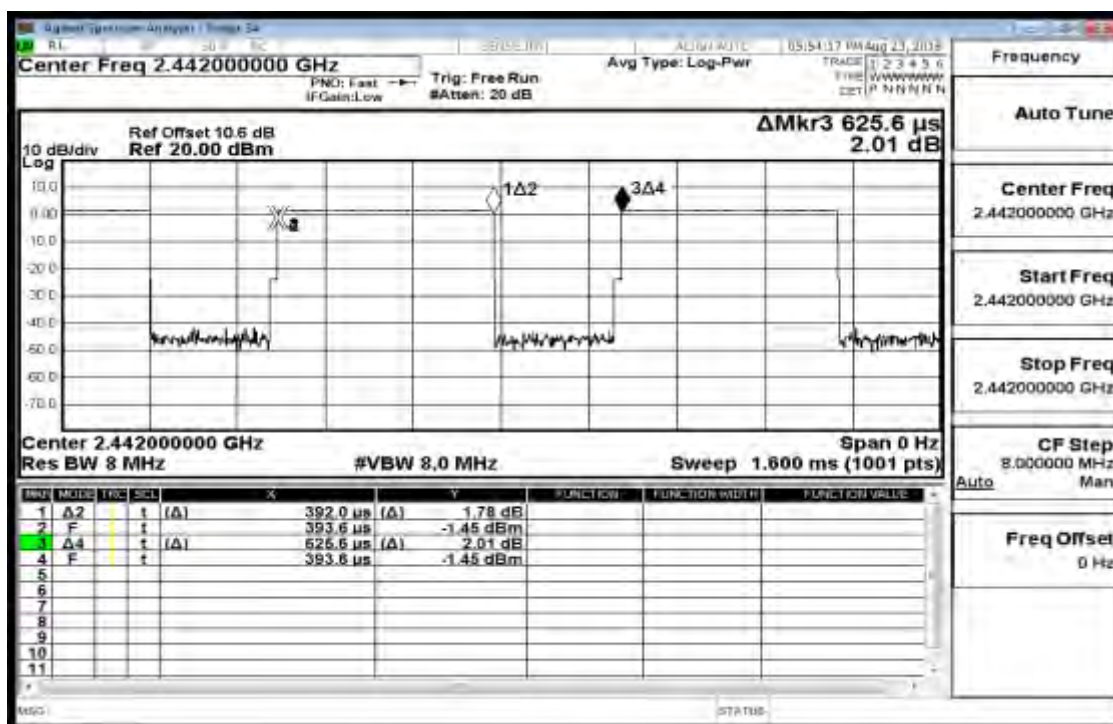 Agilent Spectrum Analyzer - Swept SA
RL
SENSE:INT
ALIGN AUTO
05:54:17 PM Aug 23, 2018
Center Freq 2.442000000 GHz
PNO: Fast
IFGain:Low
Trig: Free Run
#Atten: 20 dB
Avg Type: Log-Pwr
TRACE 1 2 3 4 5 6
TYPE WWWWWW
DET P N N N N N
Frequency
Auto Tune
ΔMkr3 625.6 µs
2.01 dB
Ref Offset 10.6 dB
10 dB/div
Ref 20.00 dBm
Log
10.0
0.00
-10.0
-20.0
-30.0
-40.0
-50.0
-60.0
-70.0
1Δ2
3Δ4
Center Freq
2.442000000 GHz
Start Freq
2.442000000 GHz
Stop Freq
2.442000000 GHz
Center 2.442000000 GHz
Span 0 Hz
Res BW 8 MHz
#VBW 8.0 MHz
Sweep 1.600 ms (1001 pts)
CF Step
8.000000 MHz
Auto Man
Freq Offset
0 Hz
MKR MODE TRC SCL X Y FUNCTION FUNCTION WIDTH FUNCTION VALUE
1 Δ2 t (Δ) 392.0 µs (Δ) 1.78 dB
2 F t 393.6 µs -1.45 dBm
3 Δ4 t (Δ) 625.6 µs (Δ) 2.01 dB
4 F t 393.6 µs -1.45 dBm
5
6
7
8
9
10
11
MSG
STATUS